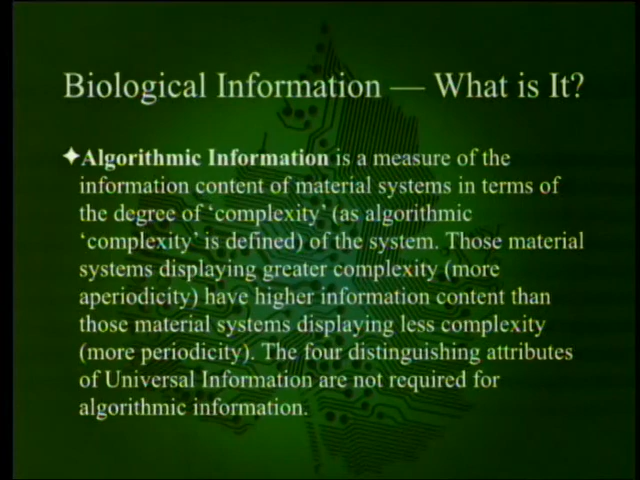 Biological Information — What is It?
✦Algorithmic Information is a measure of the
information content of material systems in terms of
the degree of ‘complexity’ (as algorithmic
‘complexity’ is defined) of the system. Those material
systems displaying greater complexity (more
aperiodicity) have higher information content than
those material systems displaying less complexity
(more periodicity). The four distinguishing attributes
of Universal Information are not required for
algorithmic information.